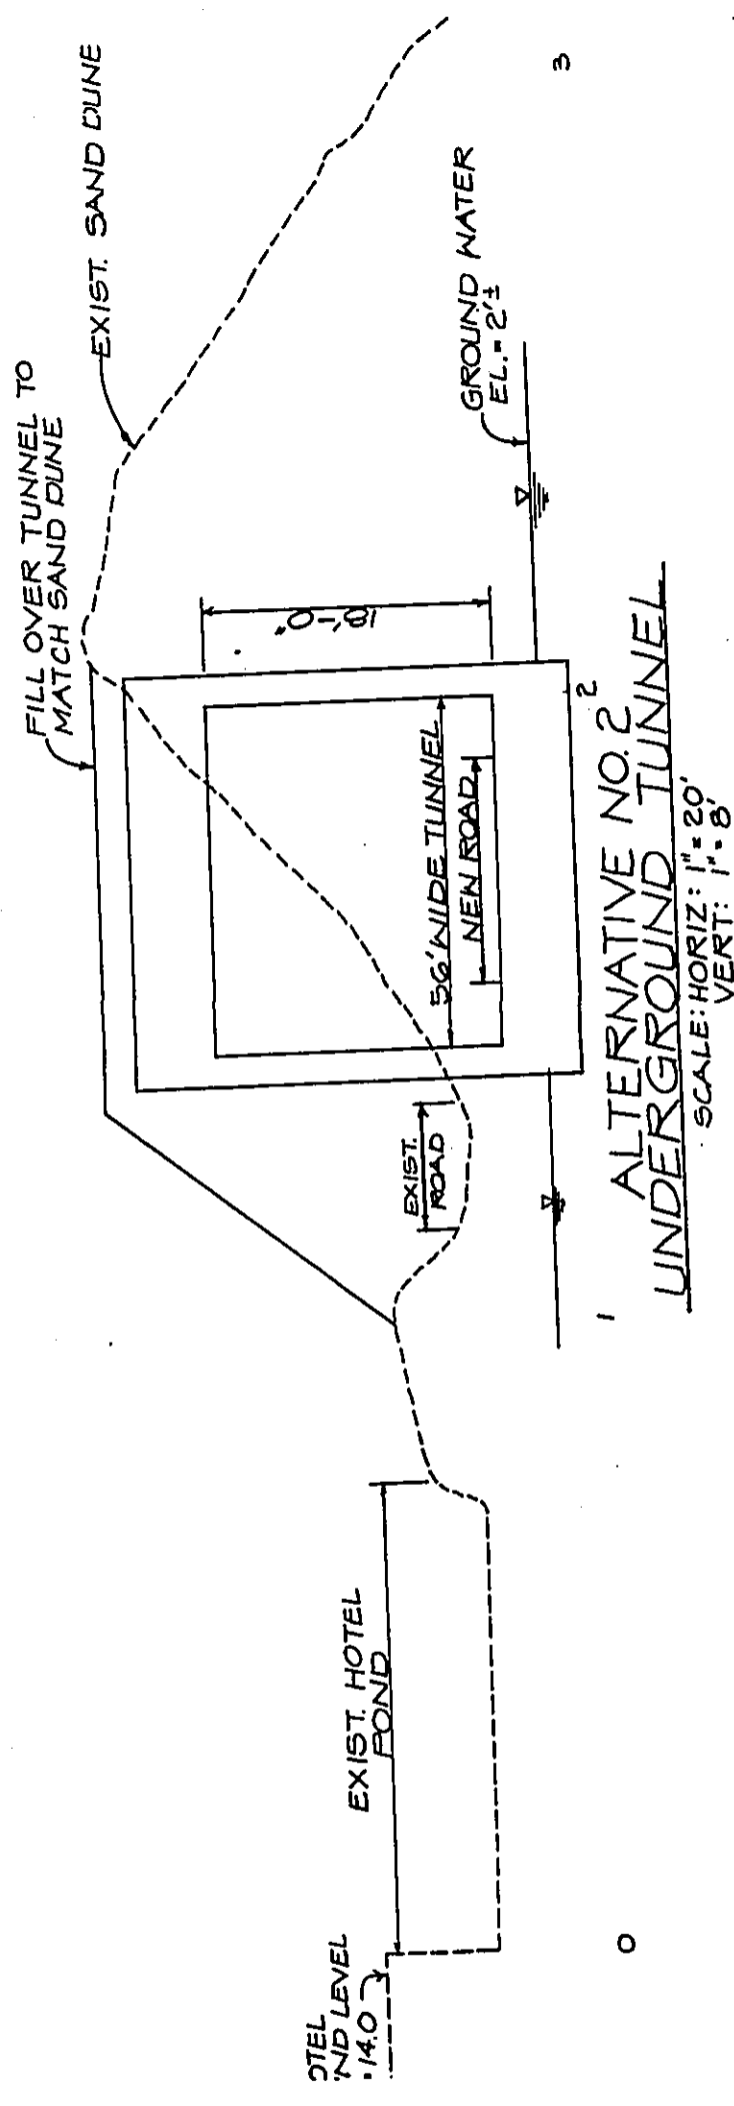 FILL OVER TUNNEL TO
MATCH SAND DUNE
EXIST. SAND DUNE
18'-0"
GROUND WATER
EL.= 2'±
56' WIDE TUNNEL
NEW ROAD
EXIST.
ROAD
EXIST. HOTEL
POND
OTEL
ND LEVEL
14.0
0
1
2
3
ALTERNATIVE NO. 2
UNDERGROUND TUNNEL
SCALE: HORIZ: 1"= 20'
VERT: 1"= 8'